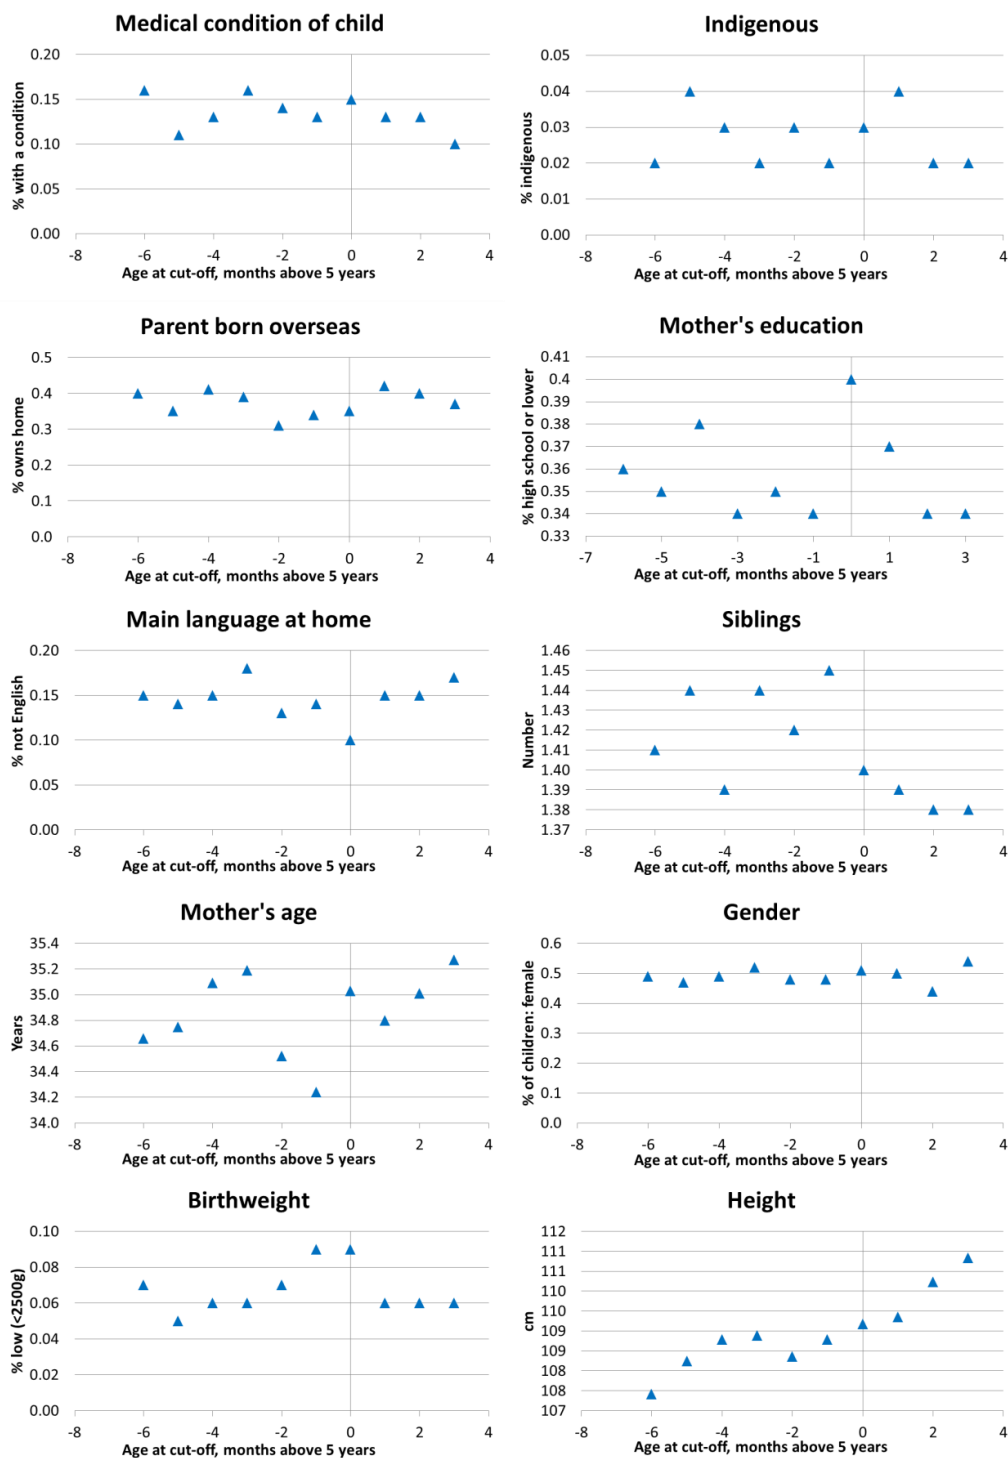 Medical condition of child
% with a condition
0.20
0.15
0.10
0.05
0.00
-8 -6 -4 -2 0 2 4
Age at cut-off, months above 5 years
Indigenous
% indigenous
0.05
0.04
0.03
0.02
0.01
0.00
-8 -6 -4 -2 0 2 4
Age at cut-off, months above 5 years
Parent born overseas
% owns home
0.5
0.4
0.3
0.2
0.1
0.0
-8 -6 -4 -2 0 2 4
Age at cut-off, months above 5 years
Mother's education
% high school or lower
0.41
0.4
0.39
0.38
0.37
0.36
0.35
0.34
0.33
-7 -5 -3 -1 1 3
Age at cut-off, months above 5 years
Main language at home
% not English
0.20
0.15
0.10
0.05
0.00
-8 -6 -4 -2 0 2 4
Age at cut-off, months above 5 years
Siblings
Number
1.46
1.45
1.44
1.43
1.42
1.41
1.40
1.39
1.38
1.37
-8 -6 -4 -2 0 2 4
Age at cut-off, months above 5 years
Mother's age
Years
35.4
35.2
35.0
34.8
34.6
34.4
34.2
34.0
-8 -6 -4 -2 0 2 4
Age at cut-off, months above 5 years
Gender
% of children: female
0.6
0.5
0.4
0.3
0.2
0.1
0.0
-8 -6 -4 -2 0 2 4
Age at cut-off, months above 5 years
Birthweight
% low (<2500g)
0.10
0.08
0.06
0.04
0.02
0.00
-8 -6 -4 -2 0 2 4
Age at cut-off, months above 5 years
Height
cm
112
111
111
110
110
109
109
108
108
107
-8 -6 -4 -2 0 2 4
Age at cut-off, months above 5 years